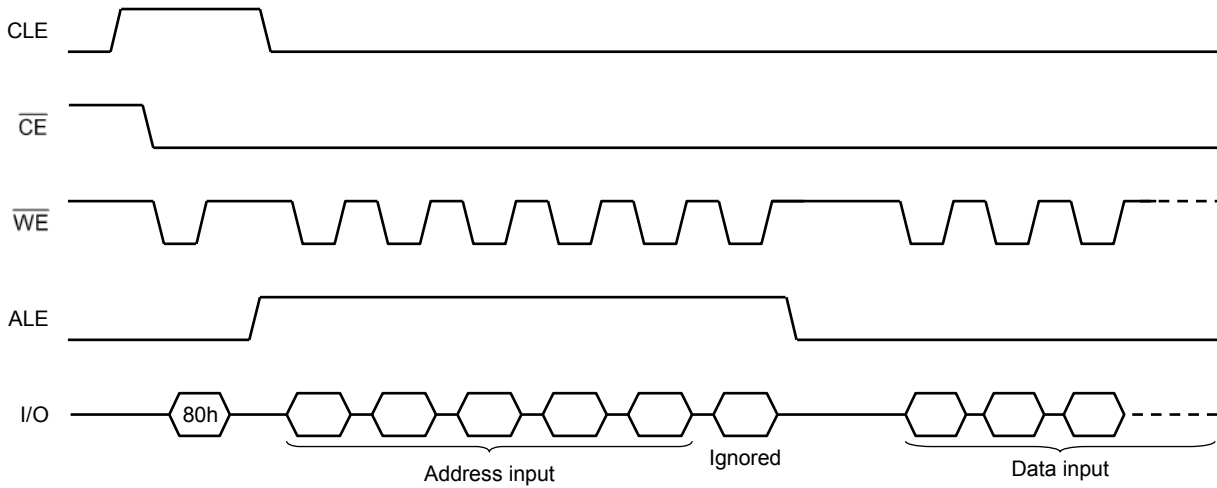 CLE
CE
WE
ALE
I/O
80h
Address input
Ignored
Data input